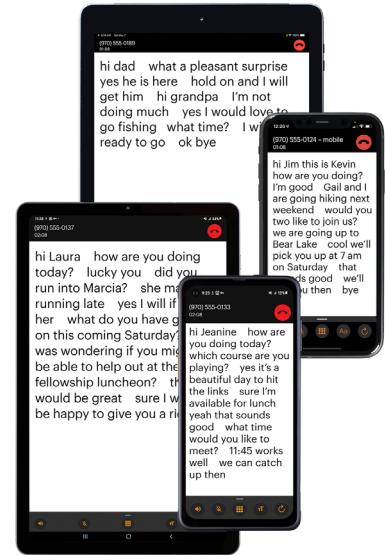 (970) 555-0189
01:08
hi dad what a pleasant surprise
yes he is here hold on and I will
get him hi grandpa I'm not
doing much yes I would love to
go fishing what time? I wi
ready to go ok bye
12:26
(970) 555-0124 – mobile
01:08
hi Jim this is Kevin
how are you doing?
I'm good Gail and I
are going hiking next
weekend would you
two like to join us?
we are going up to
Bear Lake cool we'll
pick you up at 7 am
on Saturday that
nds good we'll
u then bye
Aa
11:28
(970) 555-0137
02:08
hi Laura how are you doing
today? lucky you did you
run into Marcia? she ma
running late yes I will if
her what do you have g
on this coming Saturday?
was wondering if you mig
be able to help out at the
fellowship luncheon? th
would be great sure I w
be happy to give you a ri
9:23
(970) 555-0133
02:08
hi Jeanine how are
you doing today?
which course are you
playing? yes it's a
beautiful day to hit
the links sure I'm
available for lunch
yeah that sounds
good what time
would you like to
meet? 11:45 works
well we can catch
up then